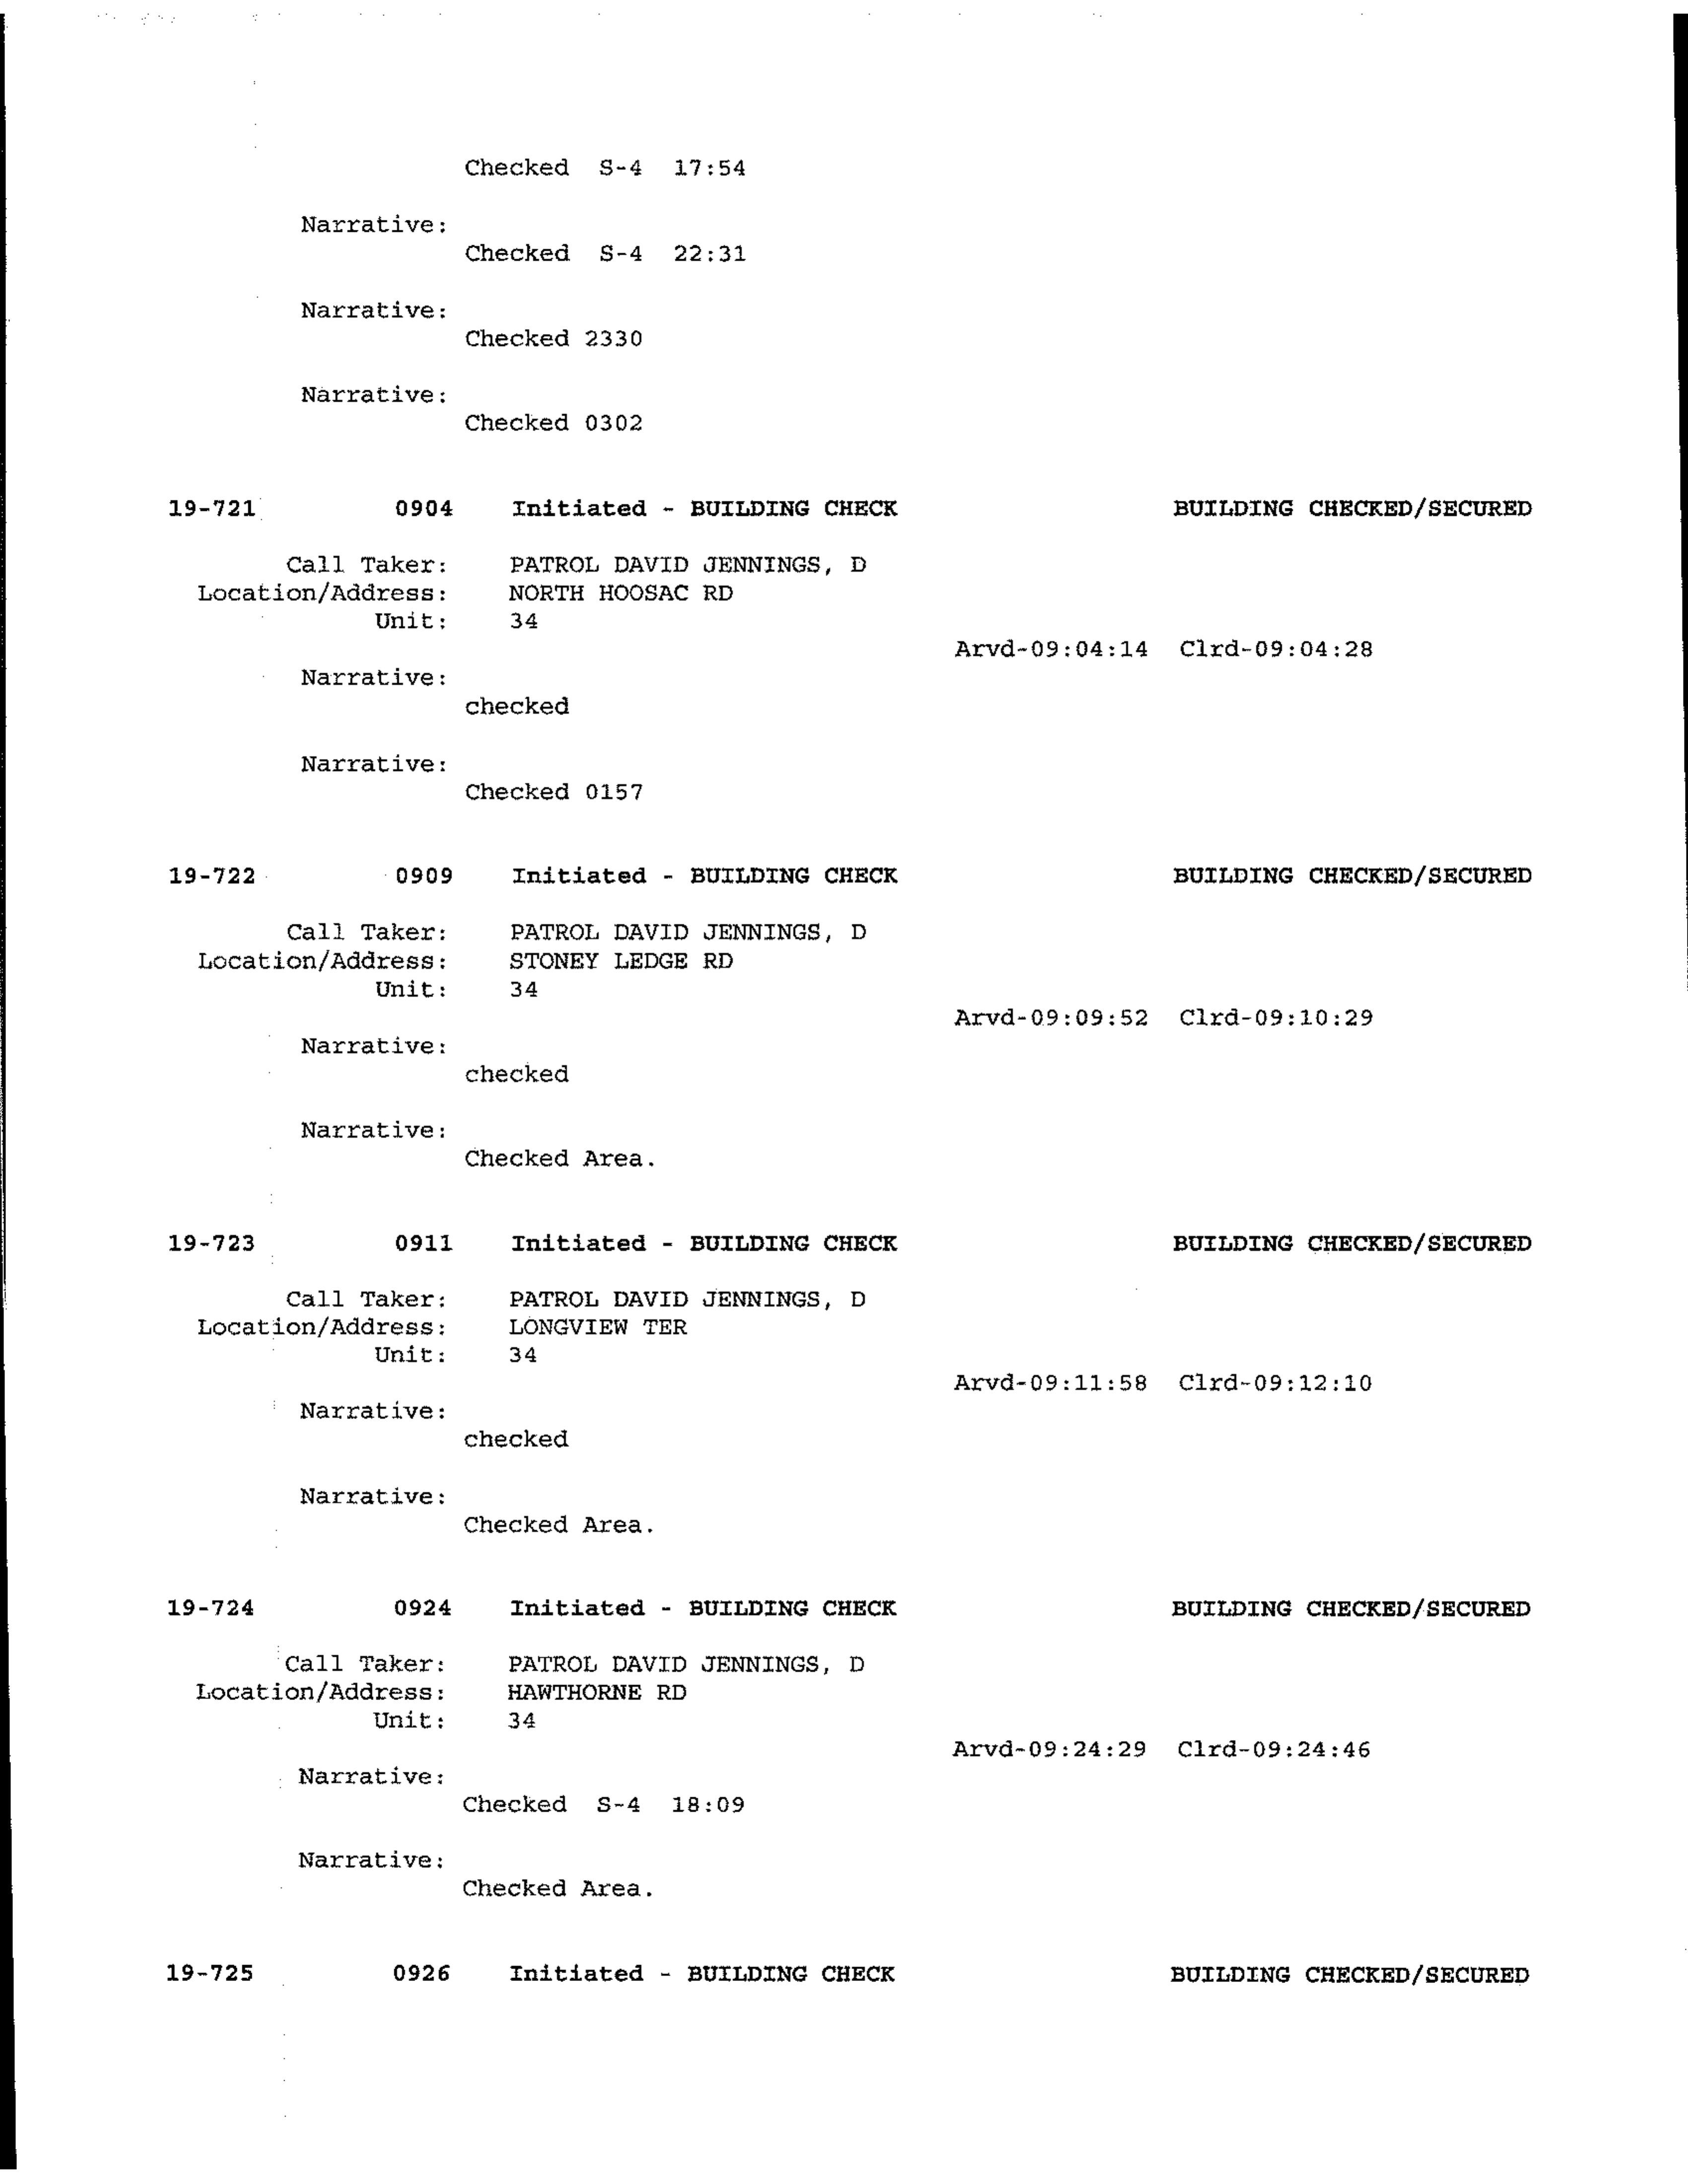 Checked  S-4  17:54
Narrative:
Checked  S-4  22:31
Narrative:
Checked 2330
Narrative:
Checked 0302
19-721 0904 Initiated - BUILDING CHECK BUILDING CHECKED/SECURED
Call Taker: PATROL DAVID JENNINGS, D
Location/Address: NORTH HOOSAC RD
Unit: 34
Arvd-09:04:14 Clrd-09:04:28
Narrative:
checked
Narrative:
Checked 0157
19-722 0909 Initiated - BUILDING CHECK BUILDING CHECKED/SECURED
Call Taker: PATROL DAVID JENNINGS, D
Location/Address: STONEY LEDGE RD
Unit: 34
Arvd-09:09:52 Clrd-09:10:29
Narrative:
checked
Narrative:
Checked Area.
19-723 0911 Initiated - BUILDING CHECK BUILDING CHECKED/SECURED
Call Taker: PATROL DAVID JENNINGS, D
Location/Address: LONGVIEW TER
Unit: 34
Arvd-09:11:58 Clrd-09:12:10
Narrative:
checked
Narrative:
Checked Area.
19-724 0924 Initiated - BUILDING CHECK BUILDING CHECKED/SECURED
Call Taker: PATROL DAVID JENNINGS, D
Location/Address: HAWTHORNE RD
Unit: 34
Arvd-09:24:29 Clrd-09:24:46
Narrative:
Checked  S-4  18:09
Narrative:
Checked Area.
19-725 0926 Initiated - BUILDING CHECK BUILDING CHECKED/SECURED